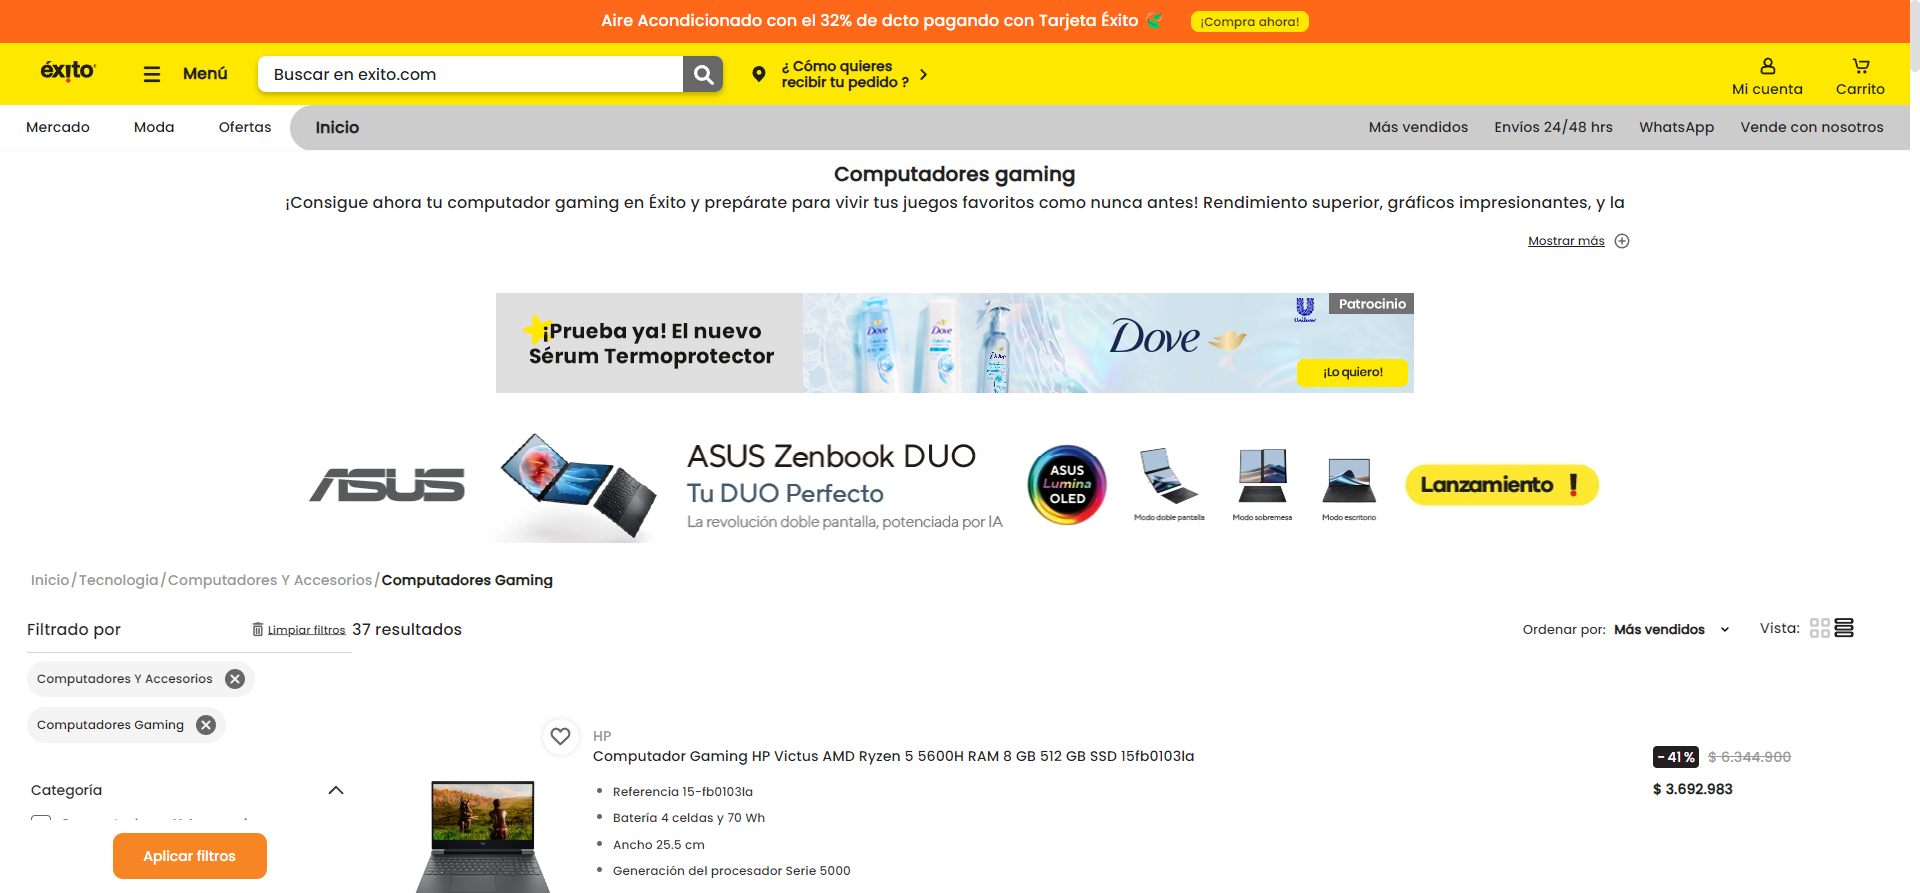 Aire Acondicionado con el 32% de dcto pagando con Tarjeta Éxito
¡Compra ahora!
éxito
Menú
Buscar en exito.com
¿ Cómo quieres
recibir tu pedido ?
Mi cuenta
Carrito
Mercado
Moda
Ofertas
Inicio
Más vendidos
Envíos 24/48 hrs
WhatsApp
Vende con nosotros
Computadores gaming
¡Consigue ahora tu computador gaming en Éxito y prepárate para vivir tus juegos favoritos como nunca antes! Rendimiento superior, gráficos impresionantes, y la
Mostrar más
¡Prueba ya! El nuevo
Sérum Termoprotector
Dove
Dove
Dove
Dove
Unilever
Patrocinio
¡Lo quiero!
ASUS
ASUS Zenbook DUO
Tu DUO Perfecto
La revolución doble pantalla, potenciada por IA
ASUS
Lumina
OLED
Modo doble pantalla
Modo sobremesa
Modo escritorio
Lanzamiento !
Inicio/Tecnologia/Computadores Y Accesorios/Computadores Gaming
Filtrado por
Limpiar filtros
37 resultados
Ordenar por: Más vendidos
Vista:
Computadores Y Accesorios
Computadores Gaming
Categoría
Aplicar filtros
HP
Computador Gaming HP Victus AMD Ryzen 5 5600H RAM 8 GB 512 GB SSD 15fb0103la
Referencia 15-fb0103la
Batería 4 celdas y 70 Wh
Ancho 25.5 cm
Generación del procesador Serie 5000
- 41 %
$ 6.344.900
$ 3.692.983